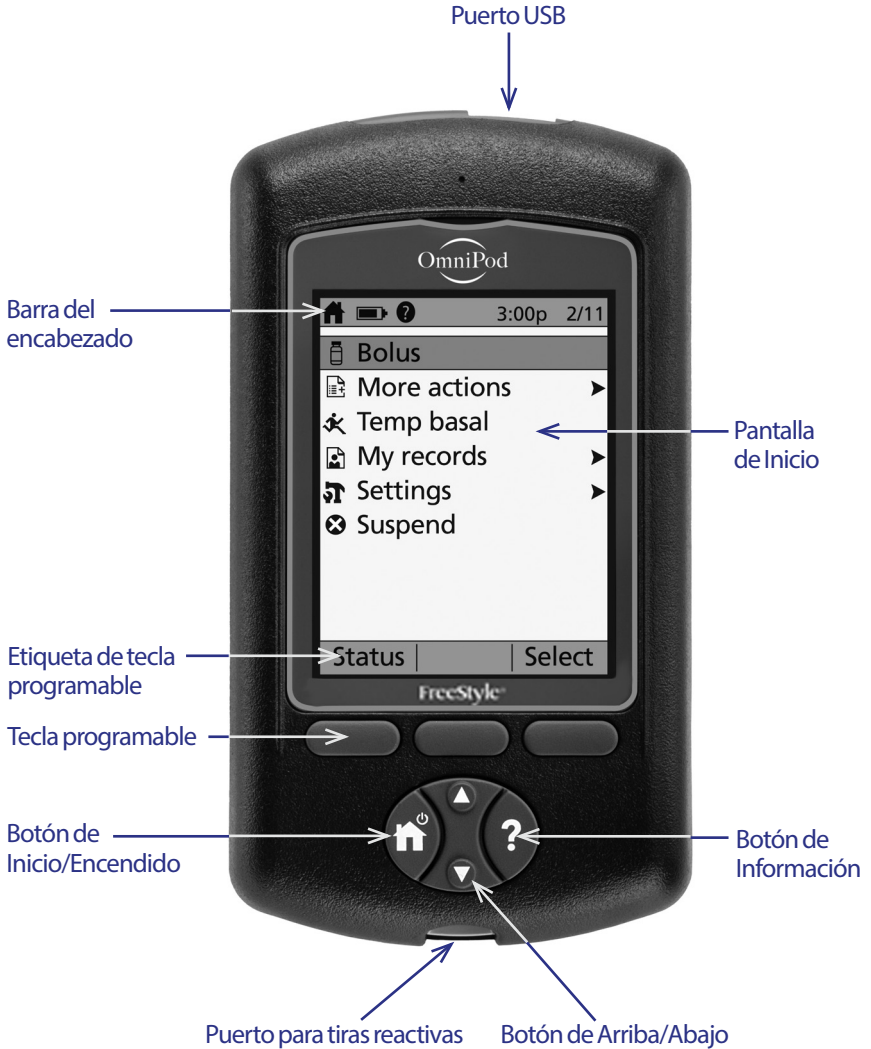 Puerto USB
OmniPod
Barra del
encabezado
3:00p 2/11
Bolus
More actions
Temp basal
My records
Settings
Suspend
Pantalla
de Inicio
Etiqueta de tecla
programable
Status Select
FreeStyle
Tecla programable
Botón de
Inicio/Encendido
?
Botón de
Información
Puerto para tiras reactivas
Botón de Arriba/Abajo